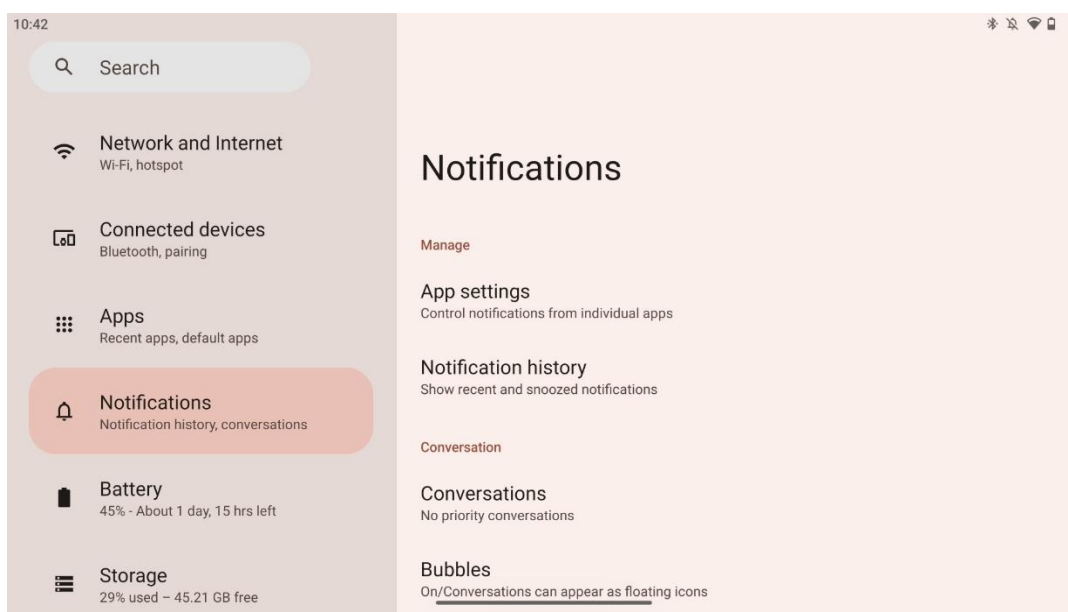 10:42
Search
Network and Internet
Wi-Fi, hotspot
Connected devices
Bluetooth, pairing
Apps
Recent apps, default apps
Notifications
Notification history, conversations
Battery
45% - About 1 day, 15 hrs left
Storage
29% used – 45.21 GB free
Notifications
Manage
App settings
Control notifications from individual apps
Notification history
Show recent and snoozed notifications
Conversation
Conversations
No priority conversations
Bubbles
On/Conversations can appear as floating icons